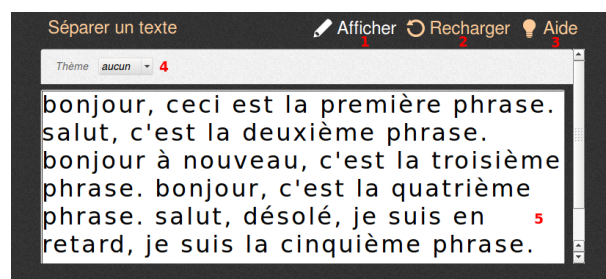 Séparer un texte Afficher Recharger Aide
1 2 3
Thème aucun 4
bonjour, ceci est la première phrase.
salut, c'est la deuxième phrase.
bonjour à nouveau, c'est la troisième
phrase. bonjour, c'est la quatrième
phrase. salut, désolé, je suis en 5
retard, je suis la cinquième phrase.